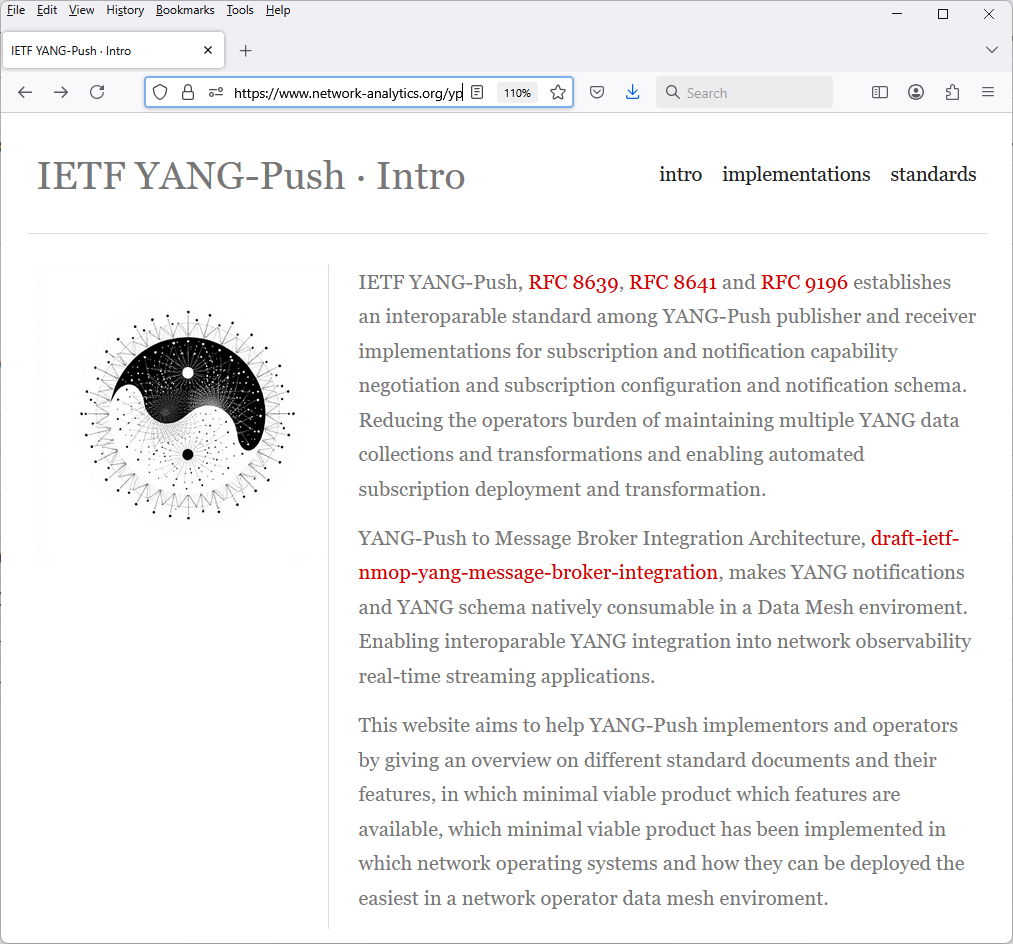 File Edit View History Bookmarks Tools Help
IETF YANG-Push · Intro
https://www.network-analytics.org/yp
110%
Search
IETF YANG-Push · Intro
intro implementations standards
IETF YANG-Push, RFC 8639, RFC 8641 and RFC 9196 establishes
an interoparable standard among YANG-Push publisher and receiver
implementations for subscription and notification capability
negotiation and subscription configuration and notification schema.
Reducing the operators burden of maintaining multiple YANG data
collections and transformations and enabling automated
subscription deployment and transformation.
YANG-Push to Message Broker Integration Architecture, draft-ietf-
nmop-yang-message-broker-integration, makes YANG notifications
and YANG schema natively consumable in a Data Mesh enviroment.
Enabling interoparable YANG integration into network observability
real-time streaming applications.
This website aims to help YANG-Push implementors and operators
by giving an overview on different standard documents and their
features, in which minimal viable product which features are
available, which minimal viable product has been implemented in
which network operating systems and how they can be deployed the
easiest in a network operator data mesh enviroment.